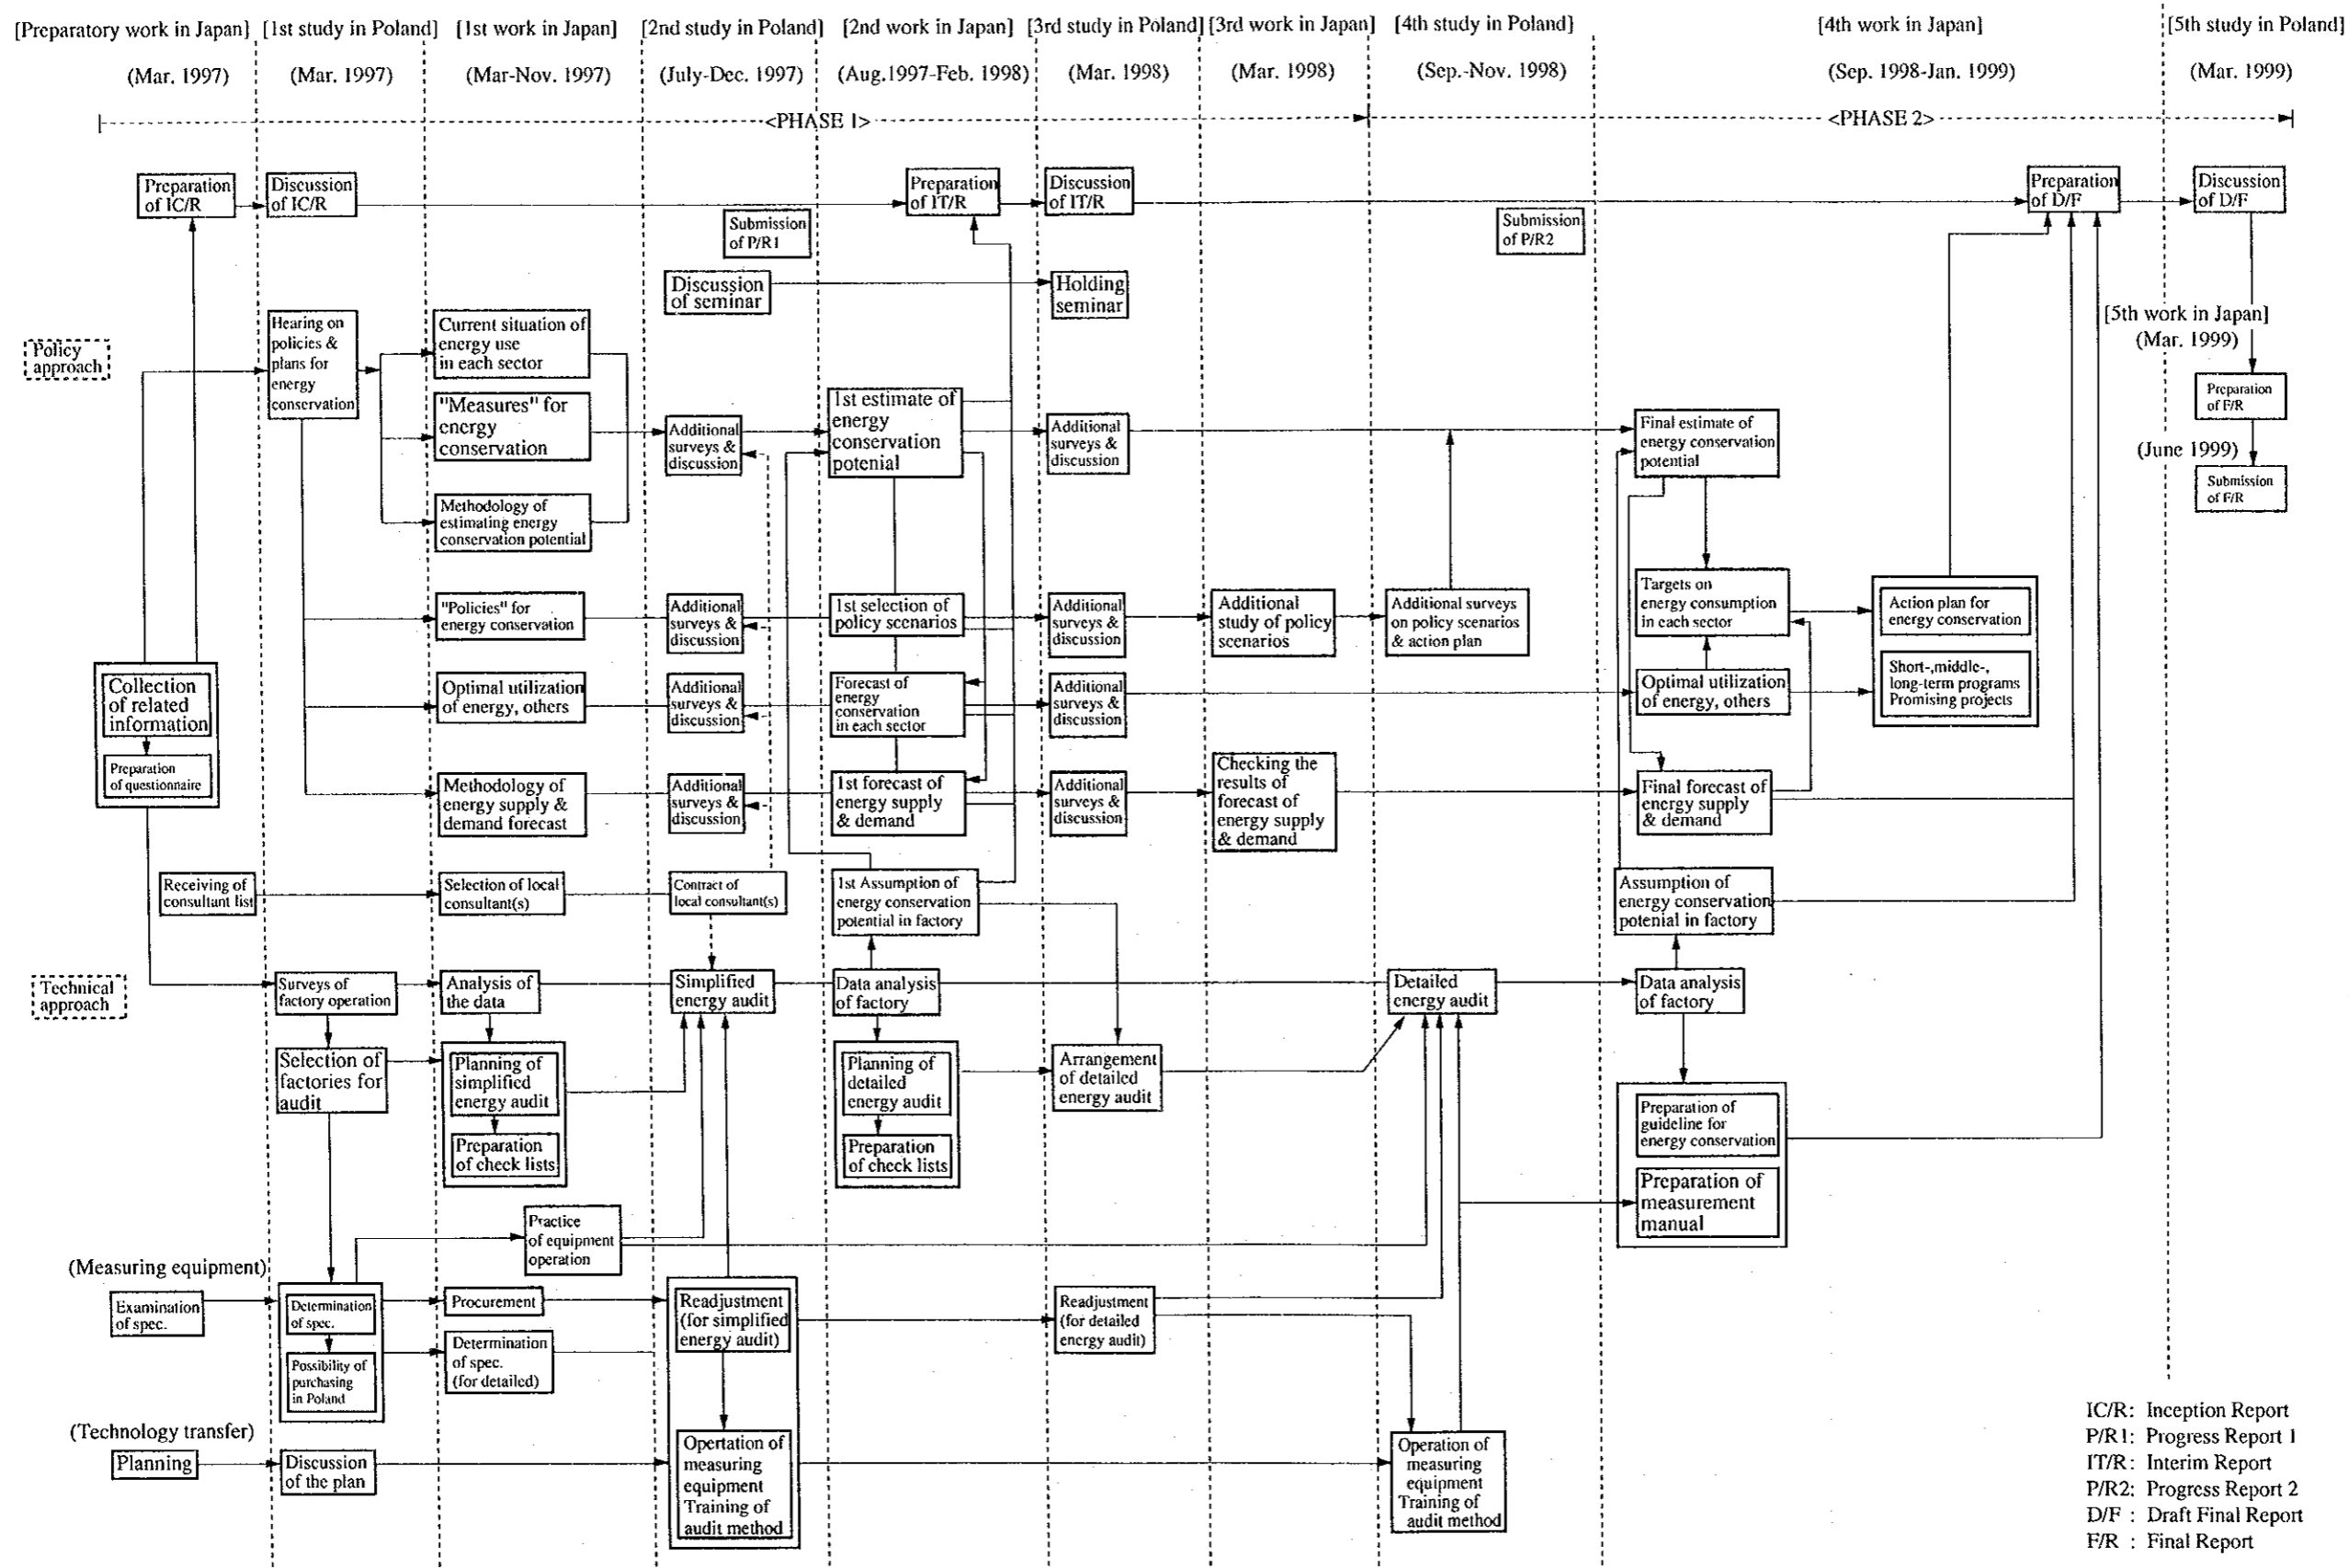 [Preparatory work in Japan]
(Mar. 1997)
[1st study in Poland]
(Mar. 1997)
[1st work in Japan]
(Mar-Nov. 1997)
[2nd study in Poland]
(July-Dec. 1997)
[2nd work in Japan]
(Aug.1997-Feb. 1998)
[3rd study in Poland]
(Mar. 1998)
[3rd work in Japan]
(Mar. 1998)
[4th study in Poland]
(Sep.-Nov. 1998)
[4th work in Japan]
(Sep. 1998-Jan. 1999)
[5th study in Poland]
(Mar. 1999)
<PHASE 1>
<PHASE 2>
Preparation
of IC/R
Discussion
of IC/R
Submission
of P/R1
Preparation
of IT/R
Discussion
of IT/R
Submission
of P/R2
Preparation
of D/F
Discussion
of D/F
Discussion
of seminar
Holding
seminar
[5th work in Japan]
(Mar. 1999)
Preparation
of F/R
(June 1999)
Submission
of F/R
Policy
approach
Hearing on
policies &
plans for
energy
conservation
Current situation of
energy use
in each sector
"Measures" for
energy
conservation
Additional
surveys &
discussion
1st estimate of
energy
conservation
potenial
Additional
surveys &
discussion
Final estimate of
energy conservation
potential
Methodology of
estimating energy
conservation potential
"Policies" for
energy conservation
Additional
surveys &
discussion
1st selection of
policy scenarios
Additional
surveys &
discussion
Additional
study of policy
scenarios
Additional surveys
on policy scenarios
& action plan
Targets on
energy consumption
in each sector
Action plan for
energy conservation
Short-,middle-,
long-term programs
Promising projects
Collection
of related
information
Preparation
of questionnaire
Optimal utilization
of energy, others
Additional
surveys &
discussion
Forecast of
energy
conservation
in each sector
Additional
surveys &
discussion
Optimal utilization
of energy, others
Methodology of
energy supply &
demand forecast
Additional
surveys &
discussion
1st forecast of
energy supply
& demand
Additional
surveys &
discussion
Checking the
results of
forecast of
energy supply
& demand
Final forecast of
energy supply
& demand
Receiving of
consultant list
Selection of local
consultant(s)
Contract of
local consultant(s)
1st Assumption of
energy conservation
potential in factory
Assumption of
energy conservation
potenial in factory
Technical
approach
Surveys of
factory operation
Analysis of
the data
Simplified
energy audit
Data analysis
of factory
Detailed
energy audit
Data analysis
of factory
Selection of
factories for
audit
Planning of
simplified
energy audit
Preparation
of check lists
Planning of
detailed
energy audit
Preparation
of check lists
Arrangement
of detailed
energy audit
Preparation of
guideline for
energy conservation
Preparation of
measurement
manual
Practice
of equipment
operation
(Measuring equipment)
Examination
of spec.
Determination
of spec.
Possibility of
purchasing
in Poland
Procurement
Determination
of spec.
(for detailed)
Readjustment
(for simplified
energy audit)
Readjustment
(for detailed
energy audit)
(Technology transfer)
Planning
Discussion
of the plan
Opertation of
measuring
equipment
Training of
audit method
Operation of
measuring
equipment
Training of
audit method
IC/R: Inception Report
P/R1: Progress Report 1
IT/R : Interim Report
P/R2: Progress Report 2
D/F : Draft Final Report
F/R : Final Report